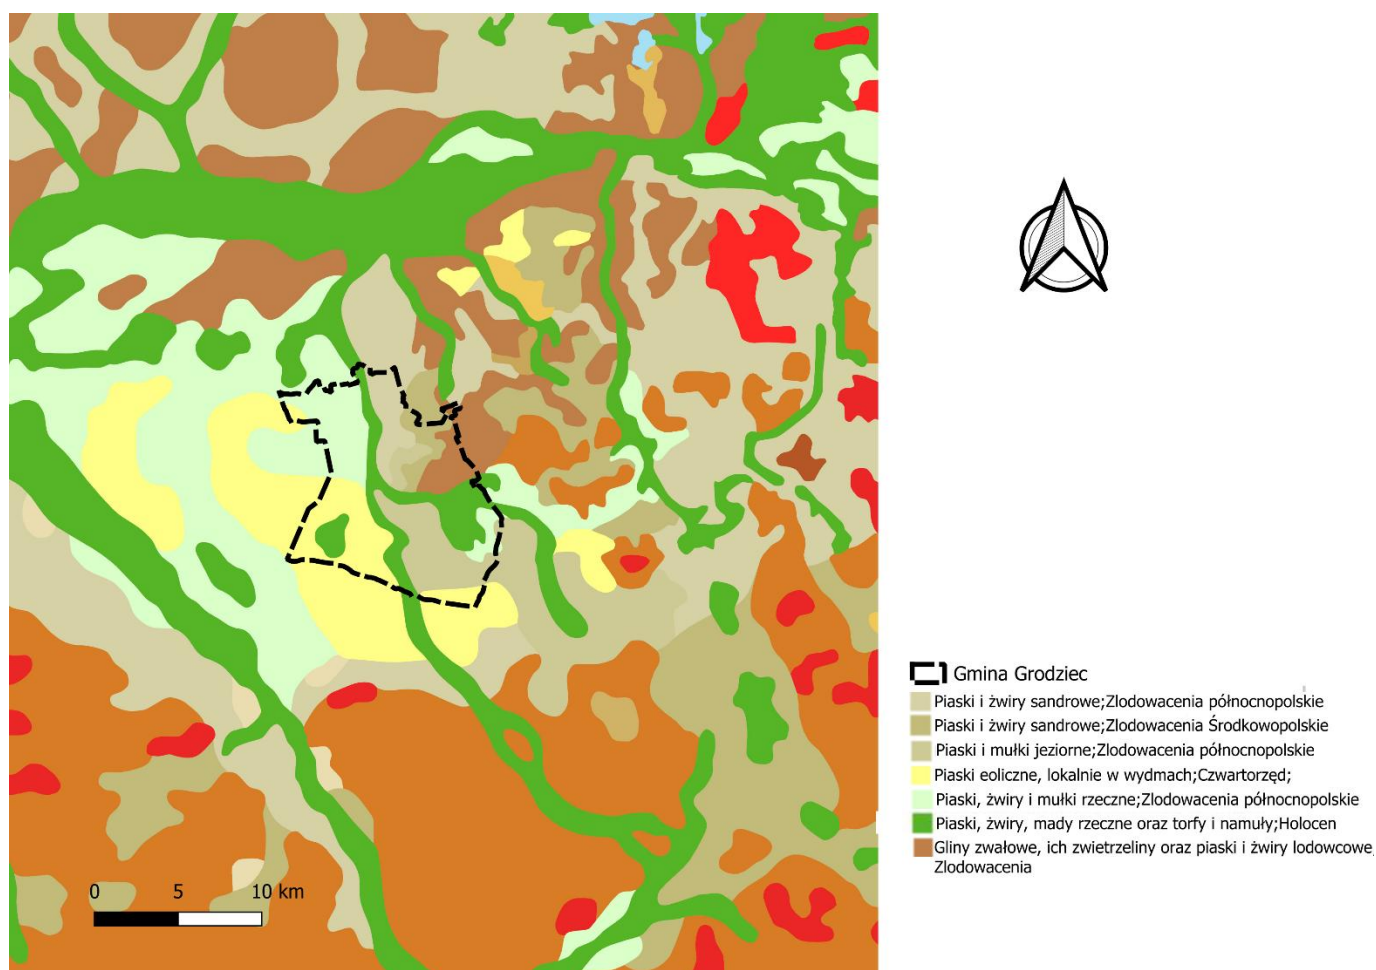 Gmina Grodziec
Piaski i żwiry sandrowe;Zlodowacenia północnopolskie
Piaski i żwiry sandrowe;Zlodowacenia Środkowopolskie
Piaski i mułki jeziorne;Zlodowacenia północnopolskie
Piaski eoliczne, lokalnie w wydmach;Czwartorzęd;
Piaski, żwiry i mułki rzeczne;Zlodowacenia północnopolskie
Piaski, żwiry, mady rzeczne oraz torfy i namuły;Holocen
Gliny zwałowe, ich zwietrzeliny oraz piaski i żwiry lodowcowe;
Zlodowacenia
0 5 10 km